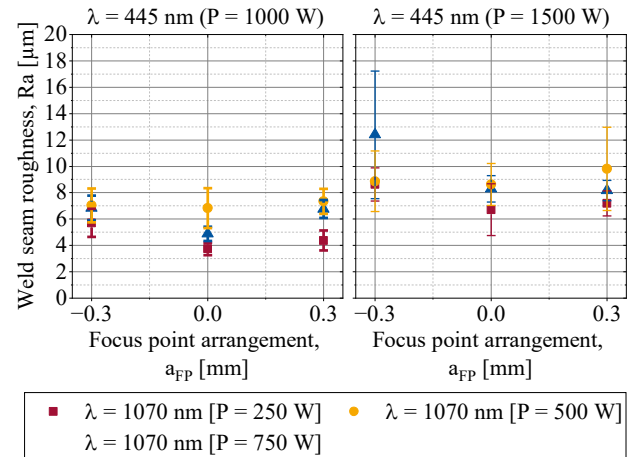 λ = 445 nm (P = 1000 W)
λ = 445 nm (P = 1500 W)
Weld seam roughness, Ra [µm]
20
18
16
14
12
10
8
6
4
2
0
−0.3 0.0 0.3
−0.3 0.0 0.3
Focus point arrangement,
a_FP [mm]
Focus point arrangement,
a_FP [mm]
λ = 1070 nm [P = 250 W]
λ = 1070 nm [P = 500 W]
λ = 1070 nm [P = 750 W]